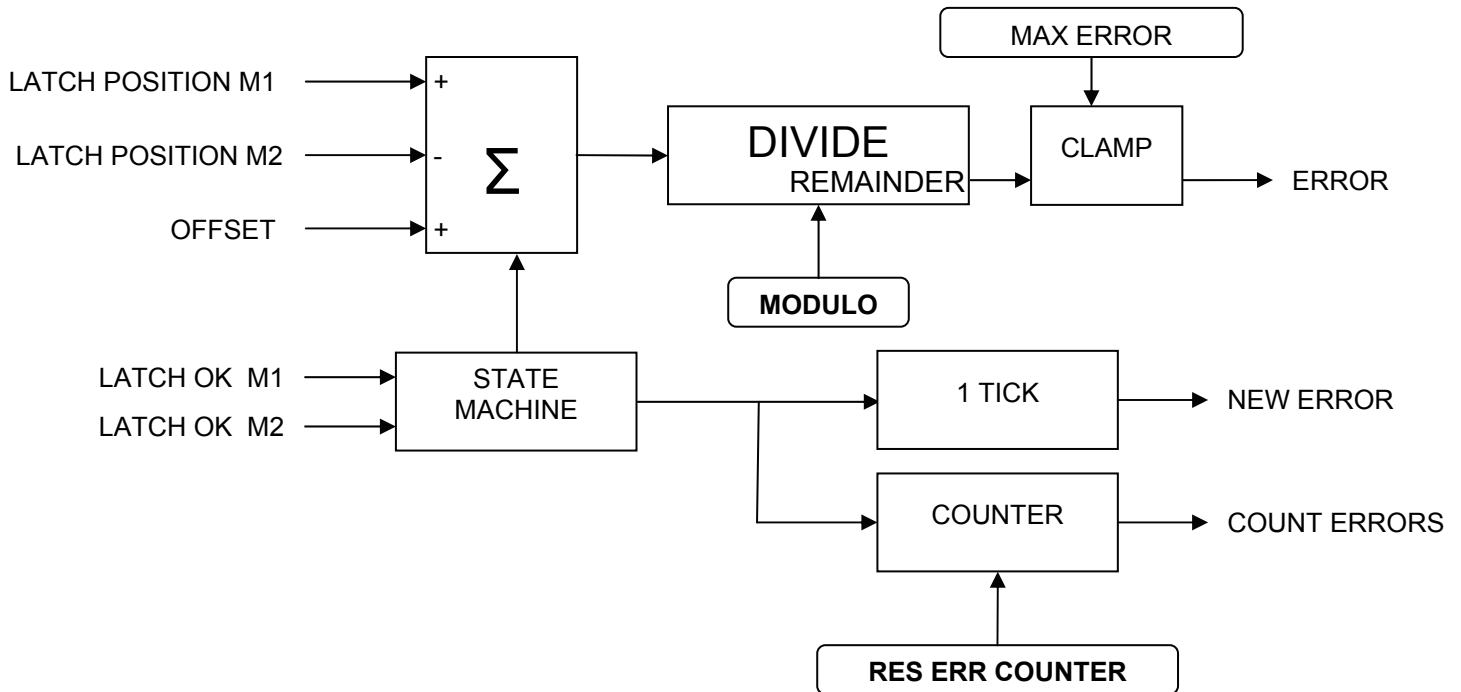 MAX ERROR
LATCH POSITION M1
+
DIVIDE
REMAINDER
CLAMP
LATCH POSITION M2
-
Σ
ERROR
OFFSET
+
MODULO
LATCH OK M1
LATCH OK M2
STATE
MACHINE
1 TICK
NEW ERROR
COUNTER
COUNT ERRORS
RES ERR COUNTER